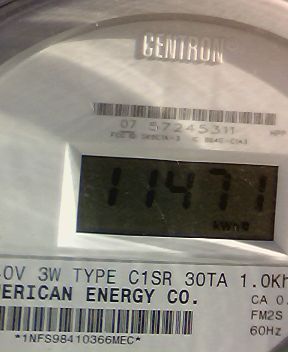 CENTRON
07 57245311
11471
kWh
0V 3W TYPE C1SR 30TA 1.0Kh
ERICAN ENERGY CO.
CA 0.
FM2S
60Hz
*1NFS98410366MEC*